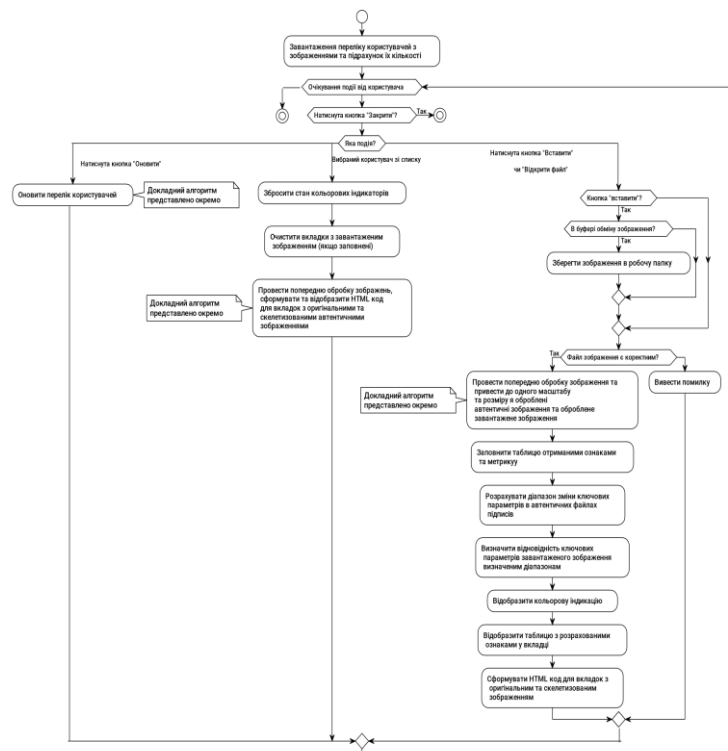 Завантаження переліку користувачей з
зображеннями та підрахунок їх кількості
Очікування події від користувача
Натиснута кнопка "Закрити"?
Так
Яка подія?
Натиснута кнопка "Оновити"
Вибраний користувач зі списку
Натиснута кнопка "Вставити"
чи "Відкрити файл"
Оновити перелік користувачей
Докладний алгоритм
представлено окремо
Збросити стан кольорових індикаторів
Очистити вкладки з завантаженим
зображенням (якщо заповнені)
Докладний алгоритм
представлено окремо
Провести попередню обробку зображень,
сформувати та відобразити HTML код
для вкладок з оригінальними та
скелетизованими автентичними
зображеннями
Кнопка "вставити"?
Так
В буфері обміну зображення?
Так
Зберегти зображення в робочу папку
Файл зображення є коректним?
Так
Вивести помилку
Докладний алгоритм
представлено окремо
Провести попередню обробку зображення та
привести до одного масштабу
та розміру я оброблені
автентичні зображення та оброблене
завантажене зображення
Заповнити таблицю отриманими ознаками
та метрикуу
Розрахувати діапазон зміни ключових
параметрів в автентичних файлах
підписів
Визначити відновідність ключових
параметрів завантаженого зображення
визначеним діапазонам
Відобразити кольорову індикацію
Відобразити таблицю з розрахованими
ознаками у вкладці
Сформувати HTML код для вкладок з
оригінальним та скелетизованим
зображенням